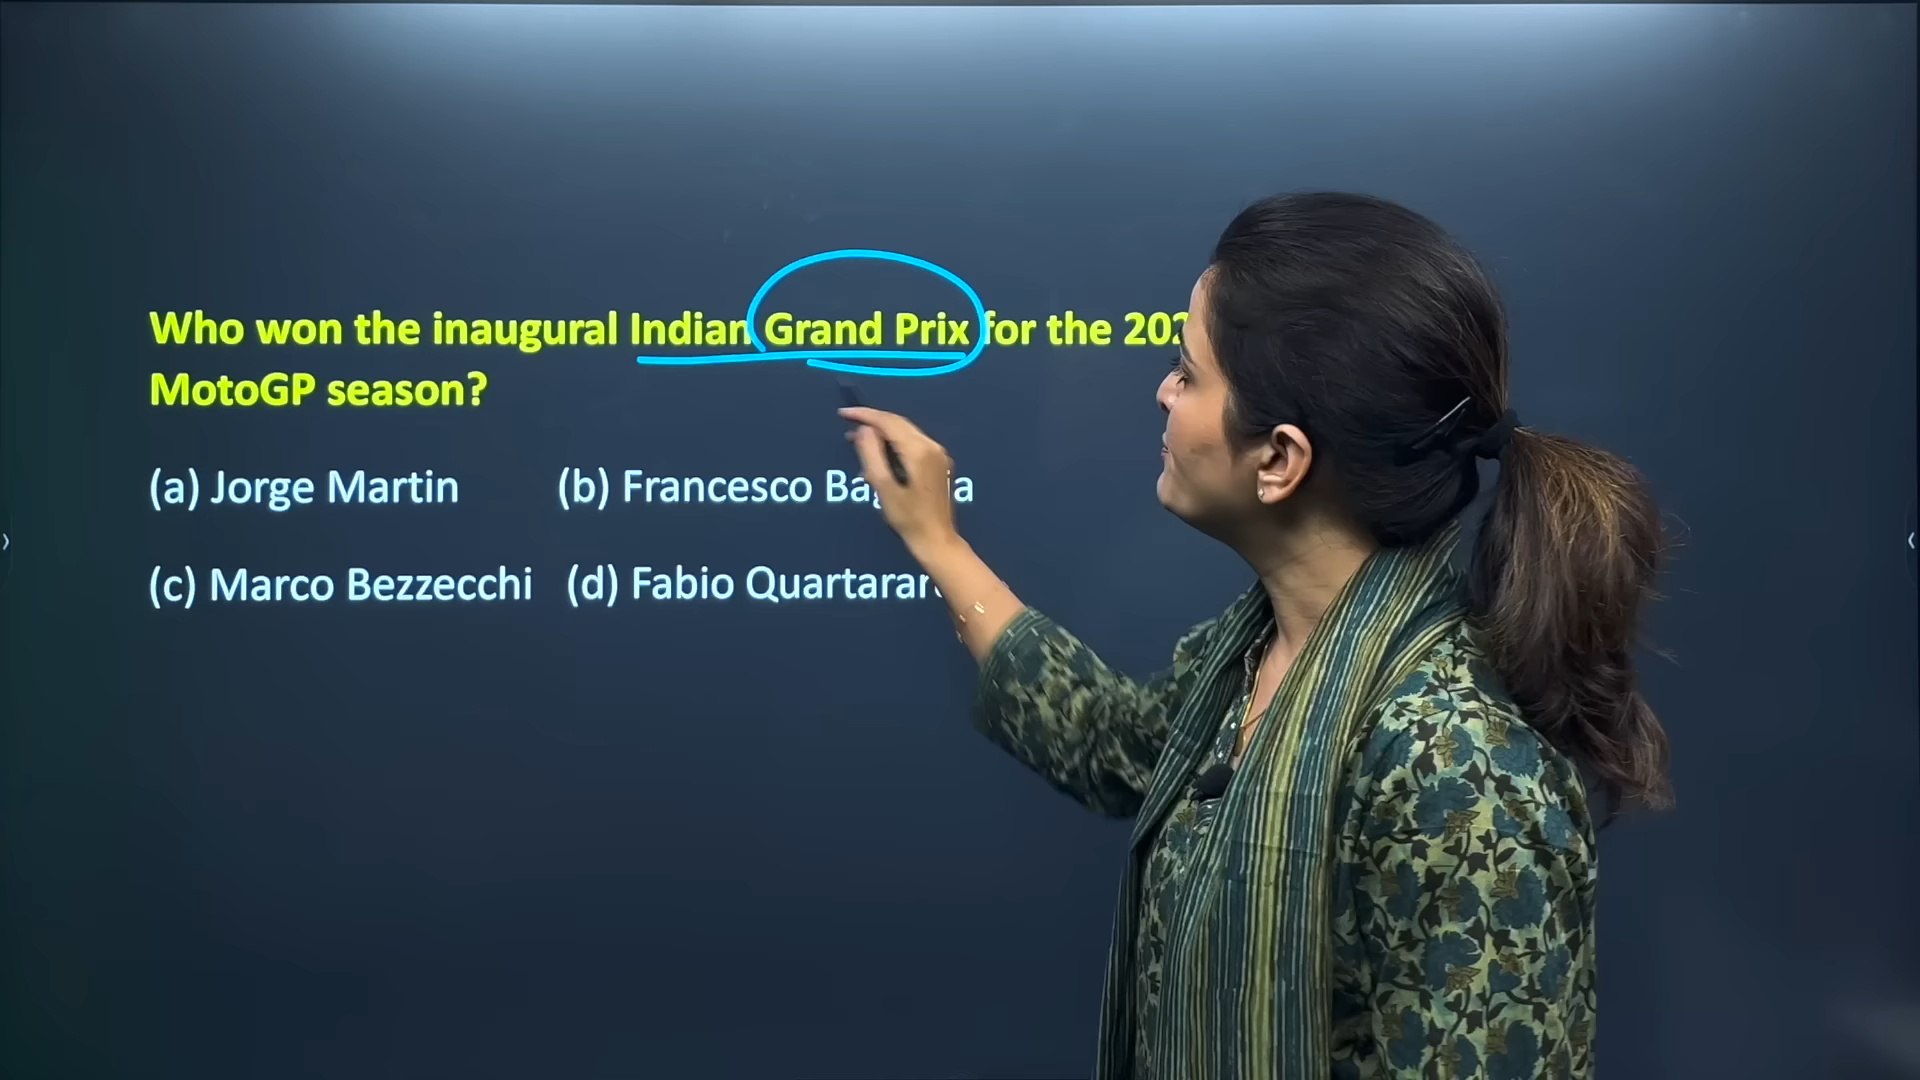 Who won the inaugural Indian Grand Prix for the
MotoGP season?
(a) Jorge Martin (b) Francesco
(c) Marco Bezzecchi (d) Fabio